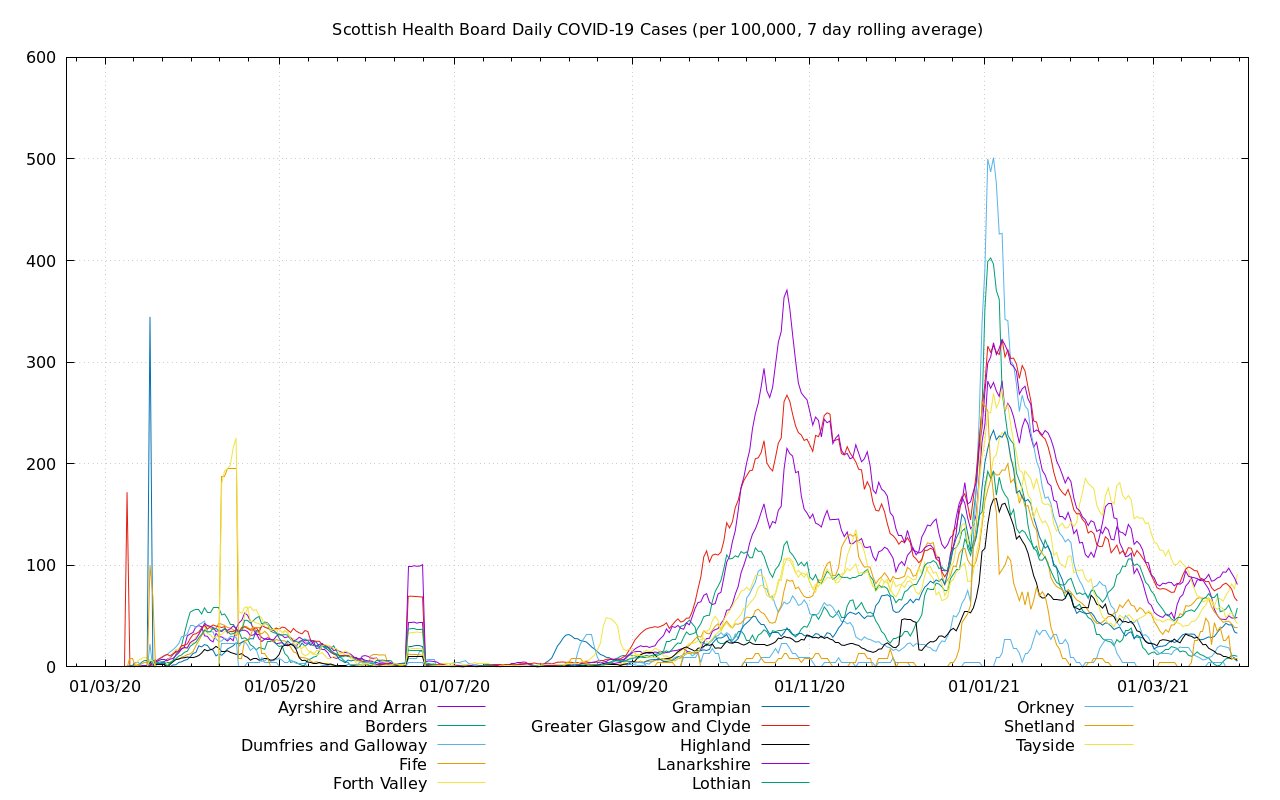 Scottish Health Board Daily COVID-19 Cases (per 100,000, 7 day rolling average)
600
500
400
300
200
100
0
01/03/20 01/05/20 01/07/20 01/09/20 01/11/20 01/01/21 01/03/21
Ayrshire and Arran Grampian Orkney
Borders Greater Glasgow and Clyde Shetland
Dumfries and Galloway Highland Tayside
Fife Lanarkshire
Forth Valley Lothian